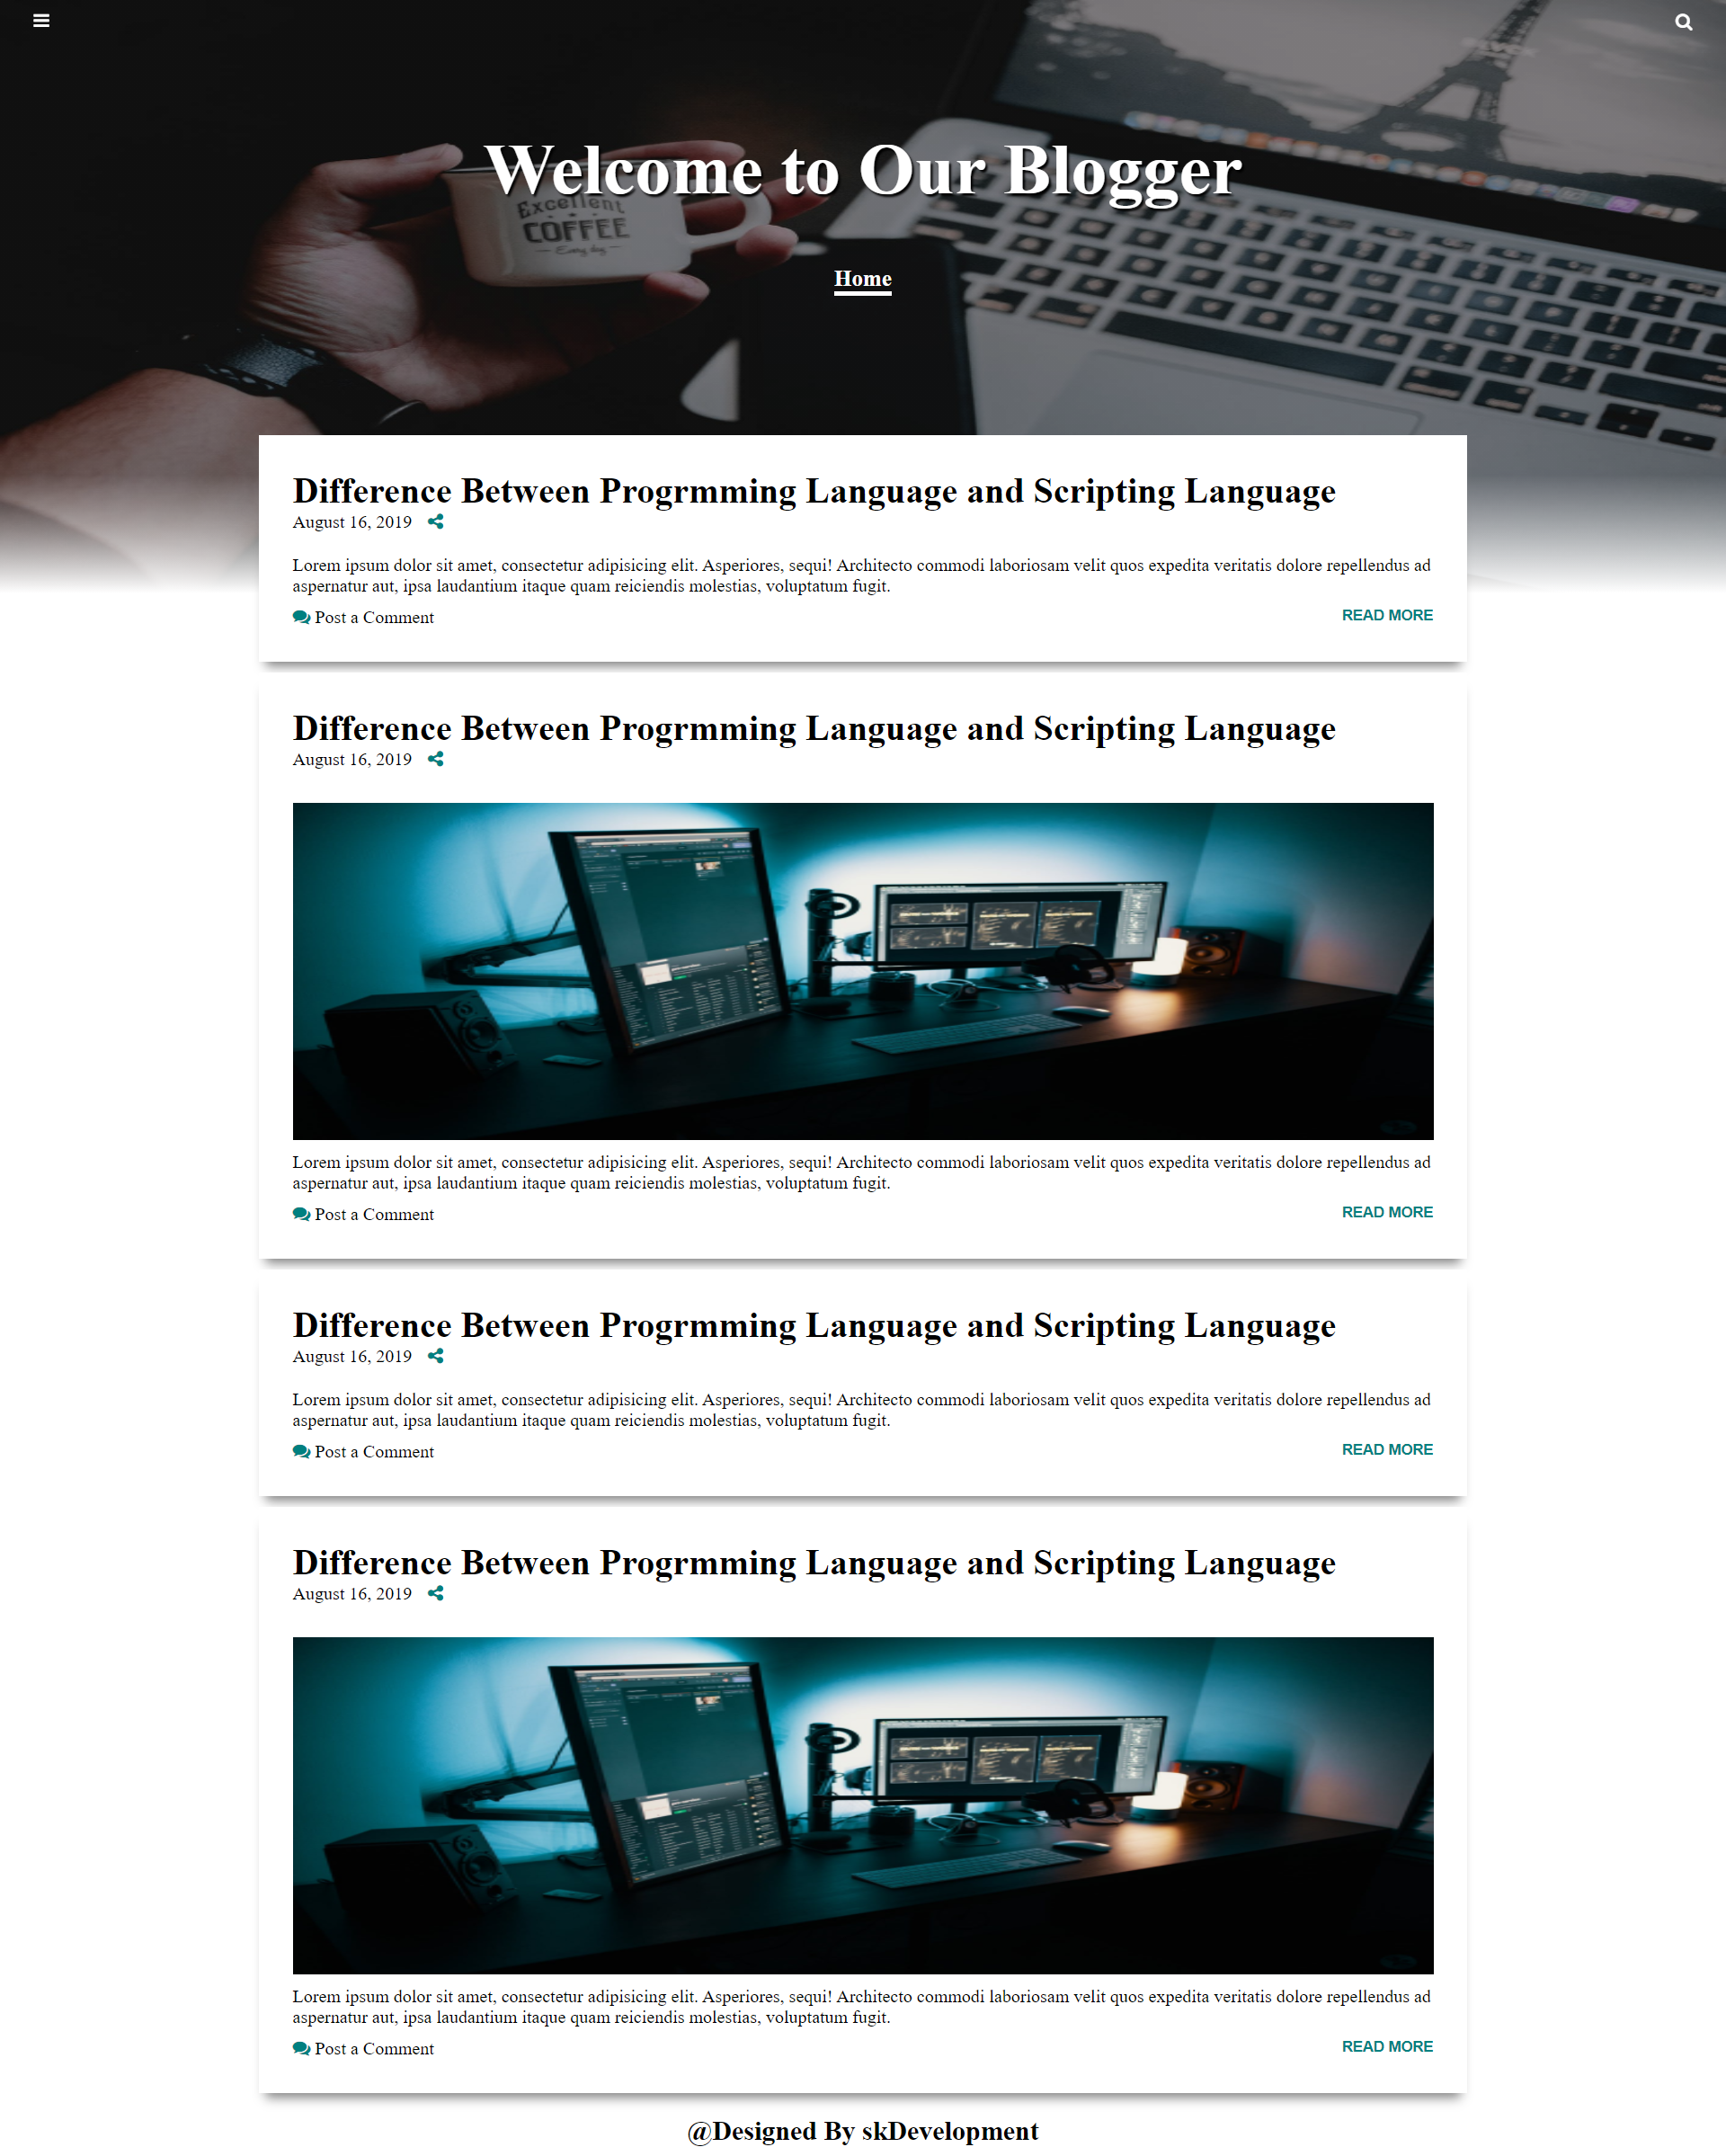 Welcome to Our Blogger
Excellent
COFFEE
Every day
Home
Difference Between Progrmming Language and Scripting Language
August 16, 2019
Lorem ipsum dolor sit amet, consectetur adipisicing elit. Asperiores, sequi! Architecto commodi laboriosam velit quos expedita veritatis dolore repellendus ad
aspernatur aut, ipsa laudantium itaque quam reiciendis molestias, voluptatum fugit.
Post a Comment READ MORE
Difference Between Progrmming Language and Scripting Language
August 16, 2019
Lorem ipsum dolor sit amet, consectetur adipisicing elit. Asperiores, sequi! Architecto commodi laboriosam velit quos expedita veritatis dolore repellendus ad
aspernatur aut, ipsa laudantium itaque quam reiciendis molestias, voluptatum fugit.
Post a Comment READ MORE
Difference Between Progrmming Language and Scripting Language
August 16, 2019
Lorem ipsum dolor sit amet, consectetur adipisicing elit. Asperiores, sequi! Architecto commodi laboriosam velit quos expedita veritatis dolore repellendus ad
aspernatur aut, ipsa laudantium itaque quam reiciendis molestias, voluptatum fugit.
Post a Comment READ MORE
Difference Between Progrmming Language and Scripting Language
August 16, 2019
Lorem ipsum dolor sit amet, consectetur adipisicing elit. Asperiores, sequi! Architecto commodi laboriosam velit quos expedita veritatis dolore repellendus ad
aspernatur aut, ipsa laudantium itaque quam reiciendis molestias, voluptatum fugit.
Post a Comment READ MORE
@Designed By skDevelopment